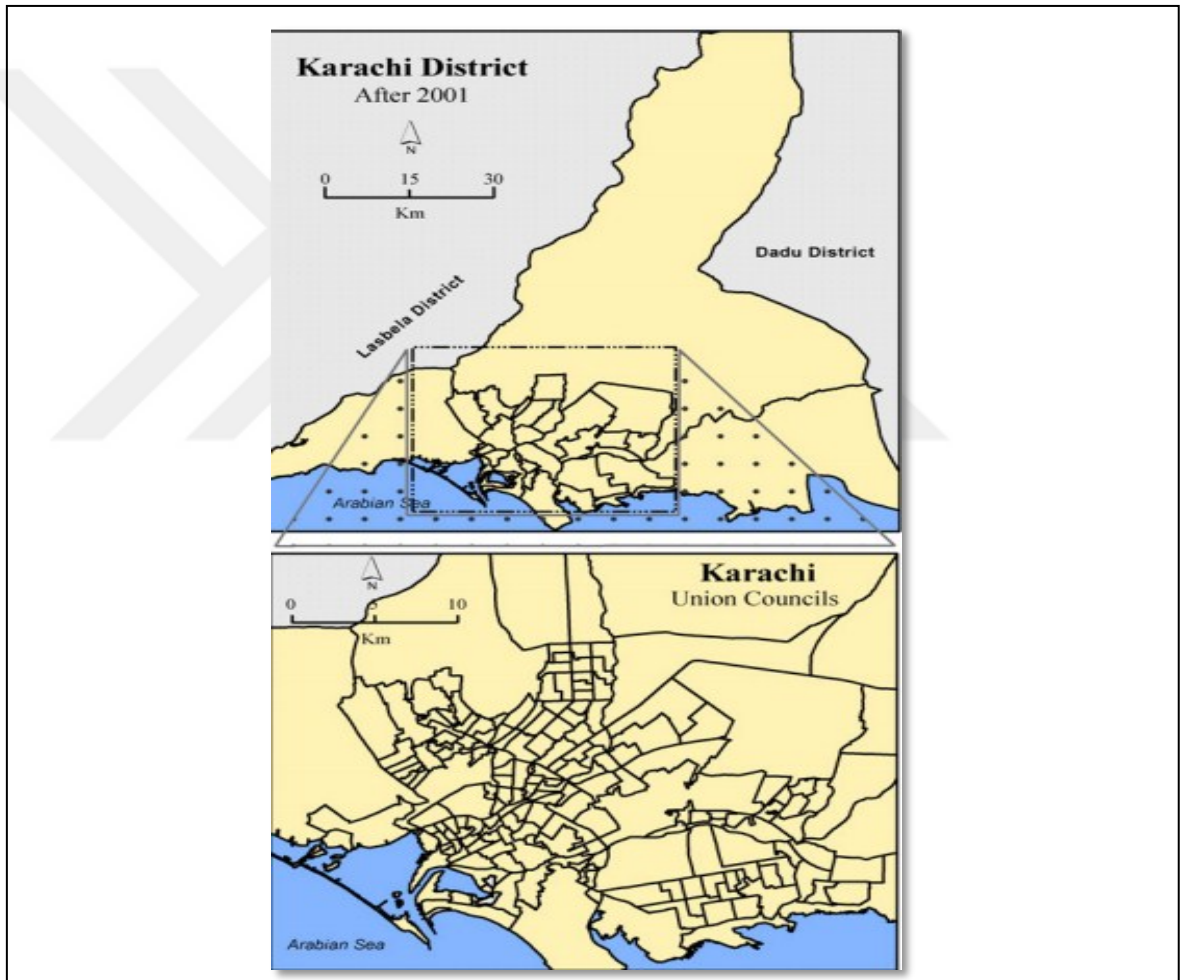 Karachi District
After 2001
N
0 15 30
Km
Dadu District
Lasbela District
Arabian Sea
Karachi
Union Councils
N
0 5 10
Km
Arabian Sea